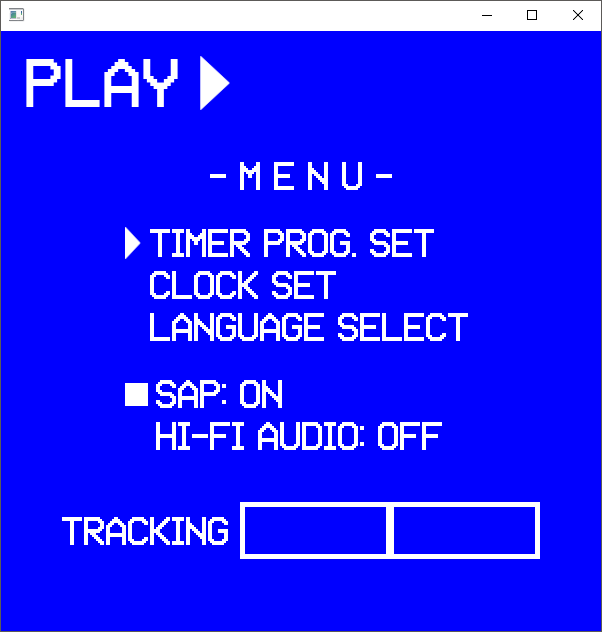 PLAY
-MENU-
TIMER PROG. SET
CLOCK SET
LANGUAGE SELECT
SAP: ON
HI-FI AUDIO: OFF
TRACKING